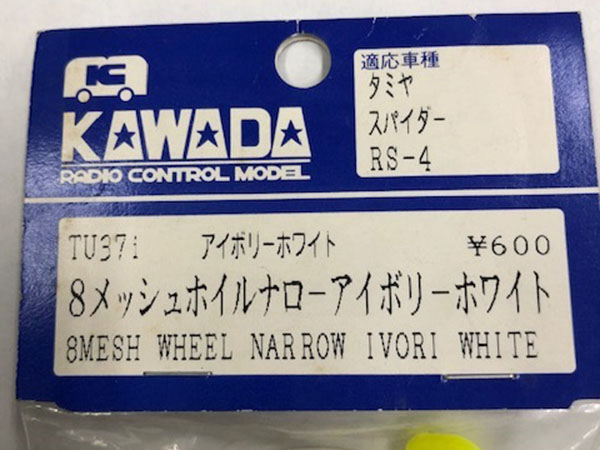 K
KAWADA
RADIO CONTROL MODEL
適応車種
タミヤ
スパイダー
RS-4
TU37i アイボリーホワイト ¥600
8メッシュホイルナローアイボリーホワイト
8MESH WHEEL NARROW IVORI WHITE